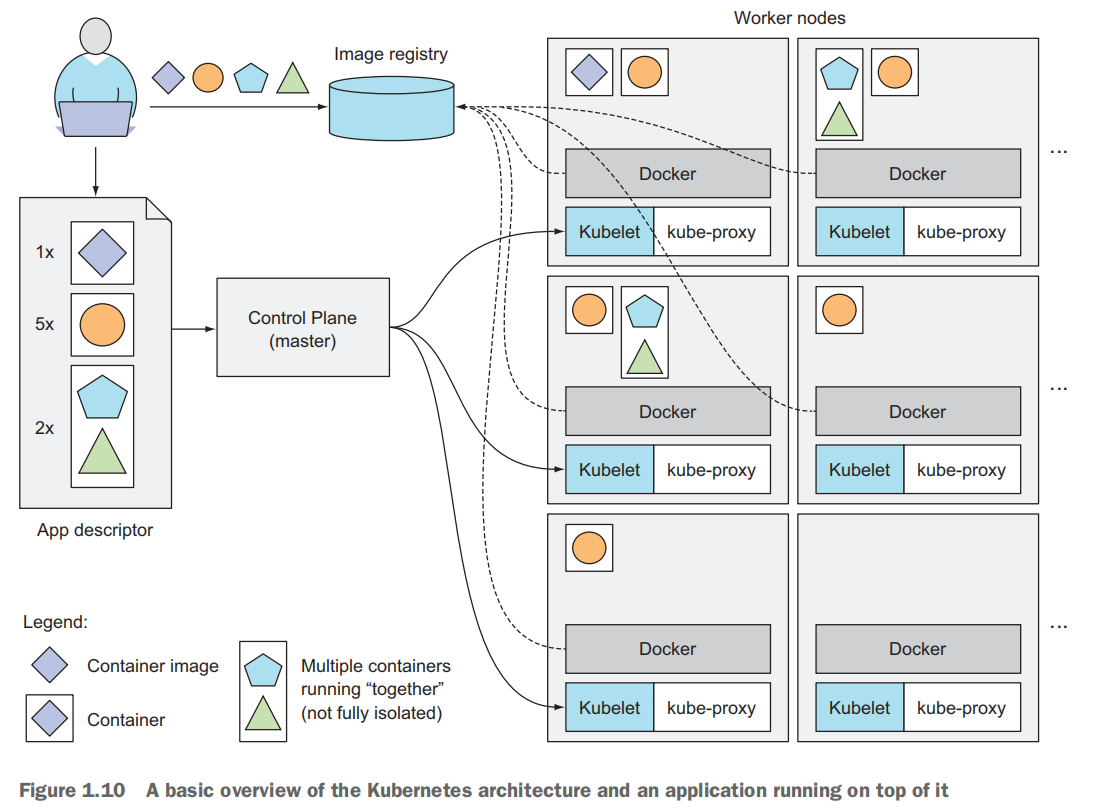 Worker nodes
Image registry
Docker
Kubelet
kube-proxy
Docker
Kubelet
kube-proxy
...
1x
5x
2x
App descriptor
Control Plane
(master)
Docker
Kubelet
kube-proxy
Docker
Kubelet
kube-proxy
...
Docker
Kubelet
kube-proxy
Docker
Kubelet
kube-proxy
...
Legend:
Container image
Container
Multiple containers
running “together”
(not fully isolated)
Figure 1.10 A basic overview of the Kubernetes architecture and an application running on top of it